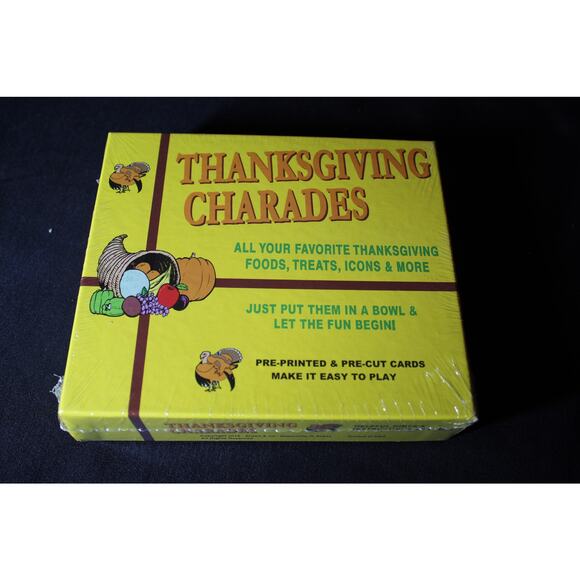 THANKSGIVING
CHARADES
ALL YOUR FAVORITE THANKSGIVING
FOODS, TREATS, ICONS & MORE
JUST PUT THEM IN A BOWL &
LET THE FUN BEGIN!
PRE-PRINTED & PRE-CUT CARDS
MAKE IT EASY TO PLAY
THANKSGIVING
CHARADES